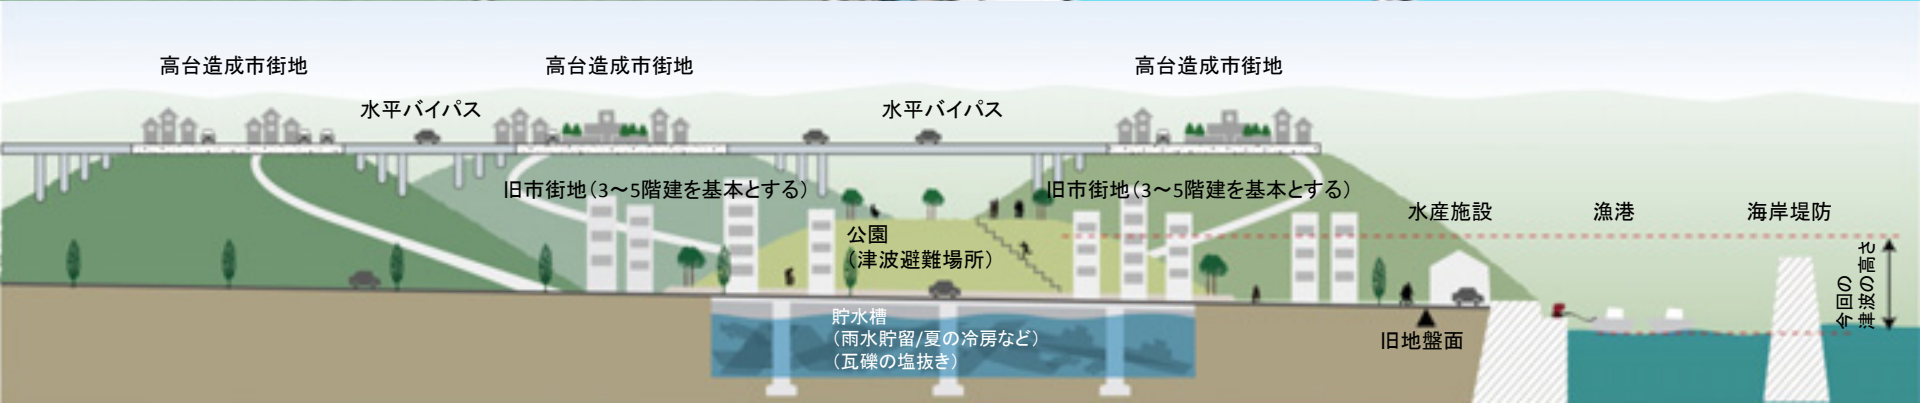 高台造成市街地
高台造成市街地
高台造成市街地
水平バイパス
水平バイパス
旧市街地(3〜5階建を基本とする)
旧市街地(3〜5階建を基本とする)
水産施設
漁港
海岸堤防
公園
(津波避難場所)
今回の
津波の高さ
貯水槽
(雨水貯留/夏の冷房など)
(瓦礫の塩抜き)
旧地盤面